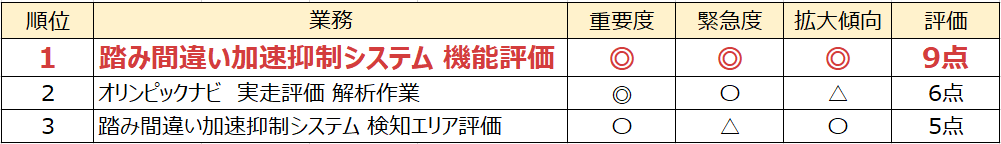 順位 業務 重要度 緊急度 拡大傾向 評価
1 踏み間違い加速抑制システム 機能評価 ◎ ◎ ◎ 9点
2 オリンピックナビ　実走評価 解析作業 ◎ 〇 △ 6点
3 踏み間違い加速抑制システム 検知エリア評価 〇 △ 〇 5点